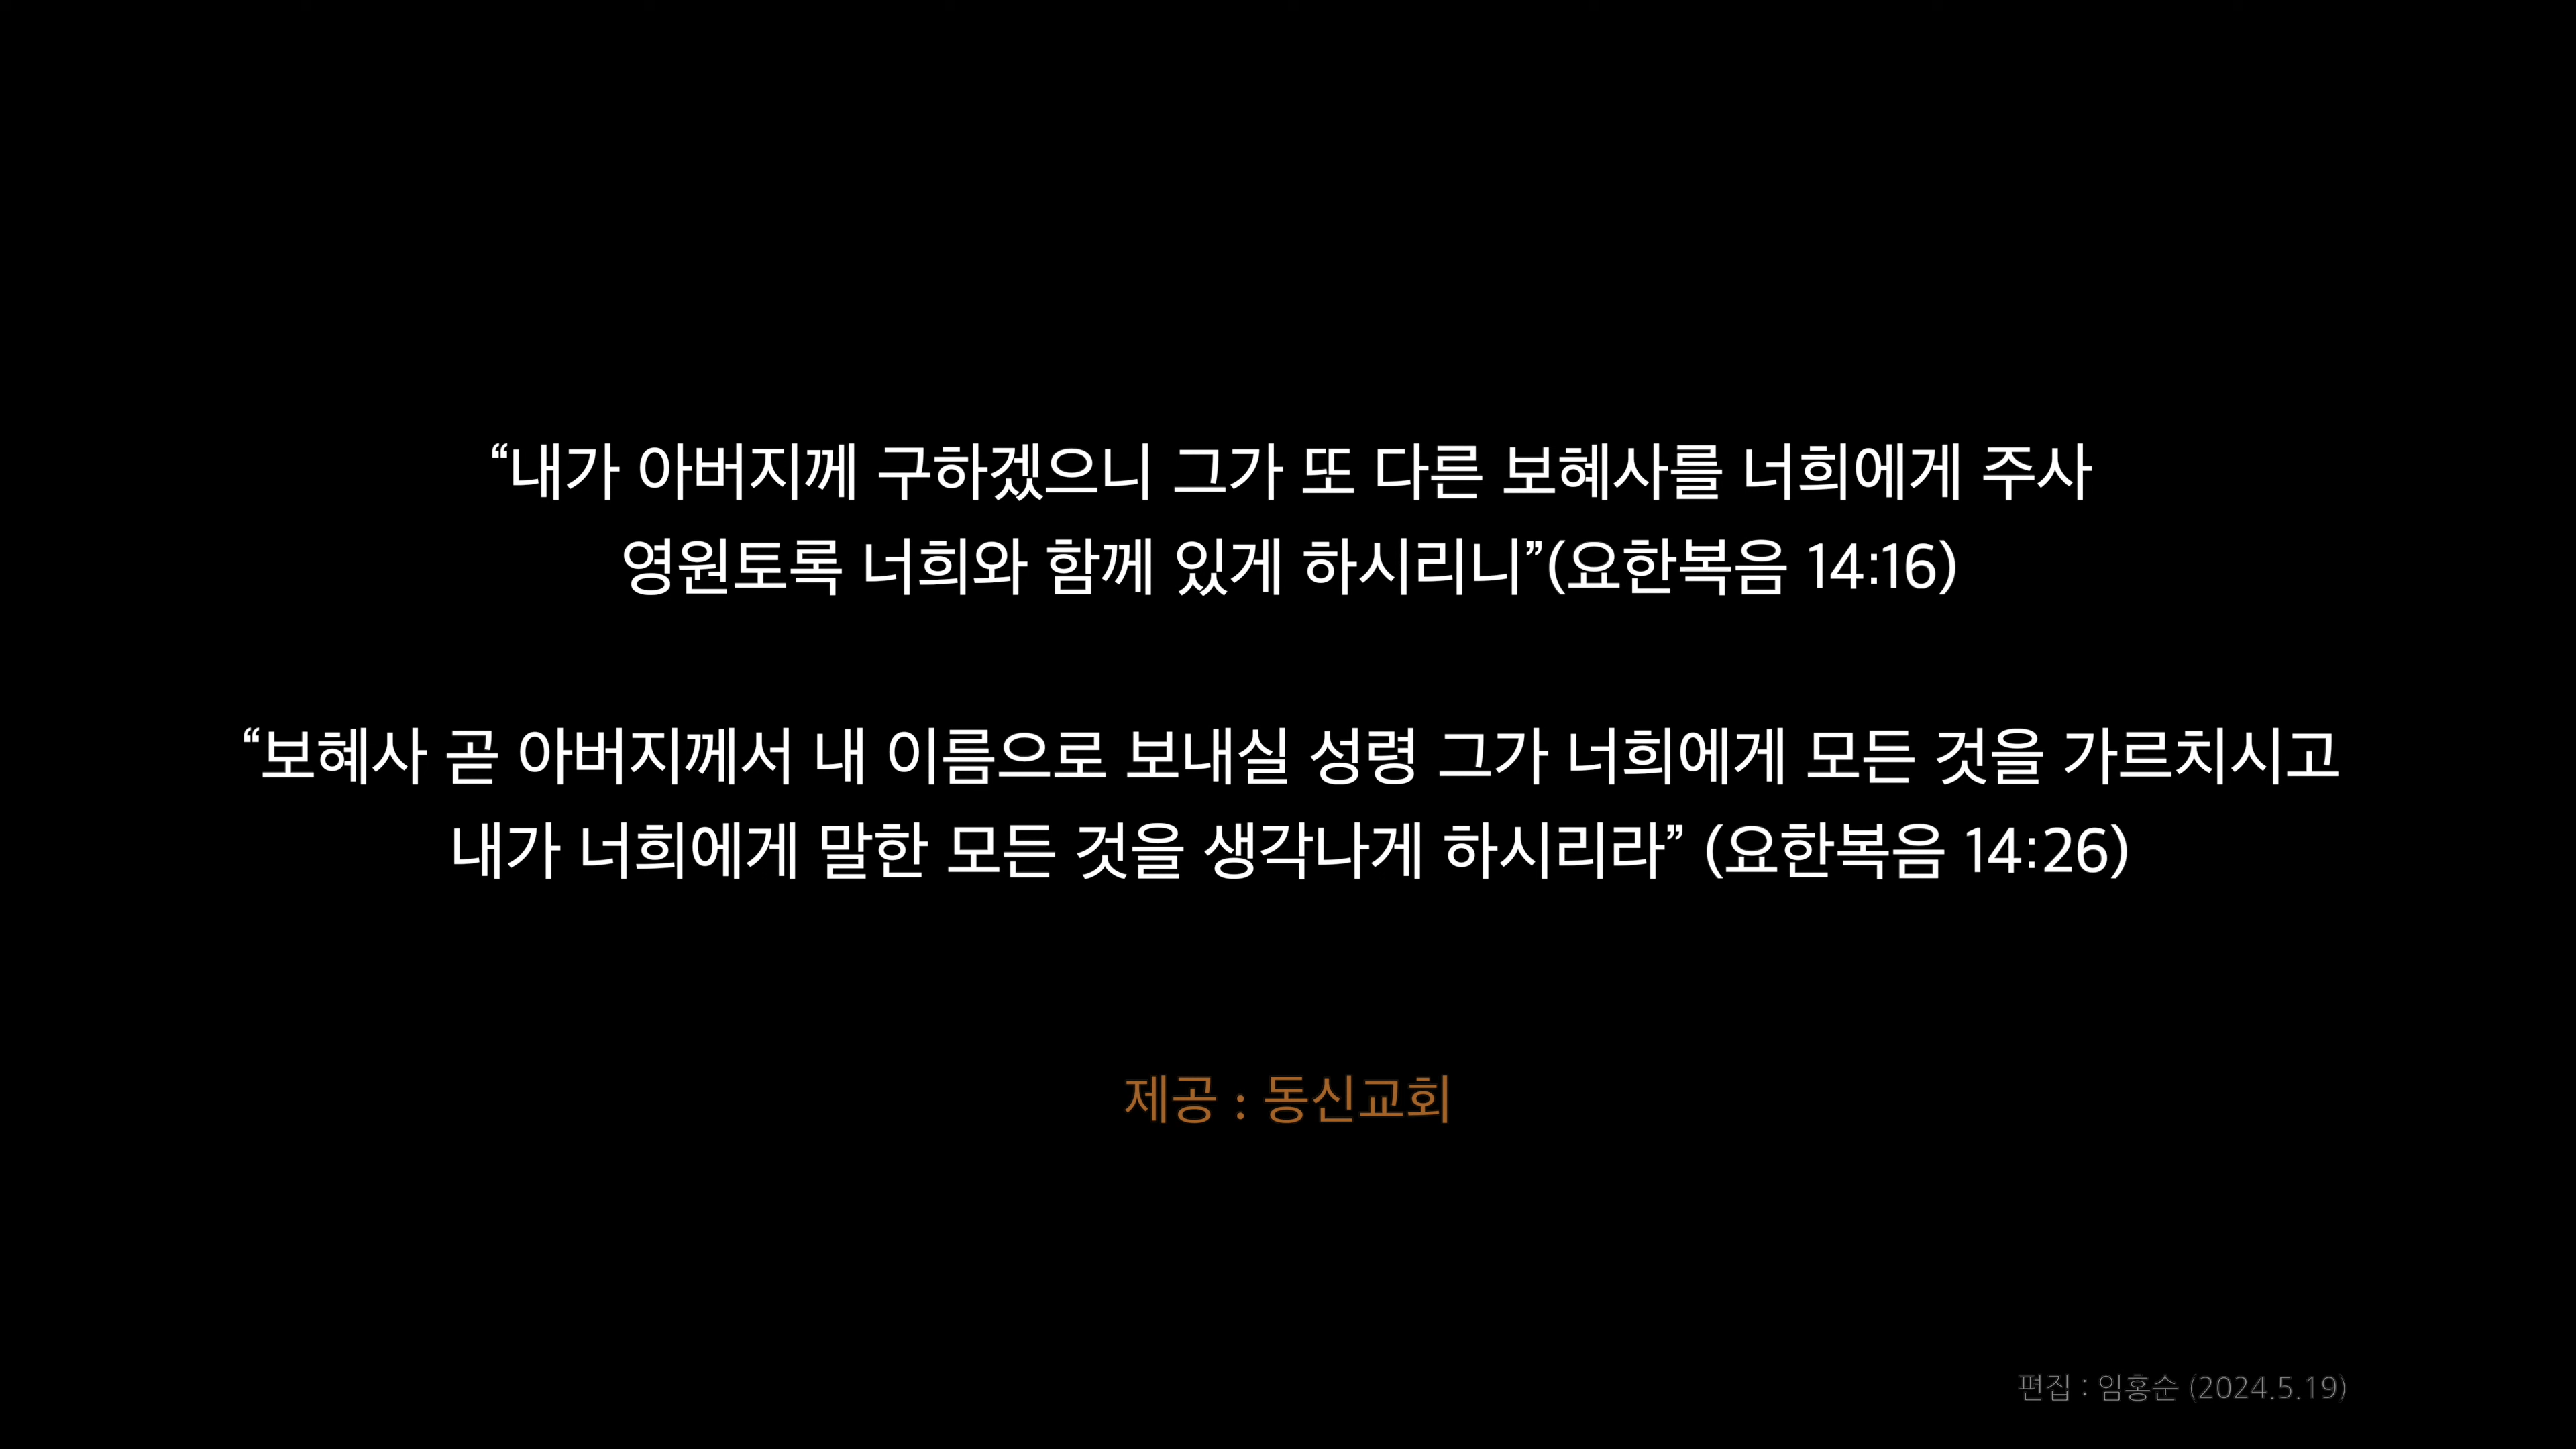 “내가 아버지께 구하겠으니 그가 또 다른 보혜사를 너희에게 주사
영원토록 너희와 함께 있게 하시리니”(요한복음 14:16)
“보혜사 곧 아버지께서 내 이름으로 보내실 성령 그가 너희에게 모든 것을 가르치시고
내가 너희에게 말한 모든 것을 생각나게 하시리라” (요한복음 14:26)
제공 : 동신교회
편집 : 임홍순 (2024.5.19)